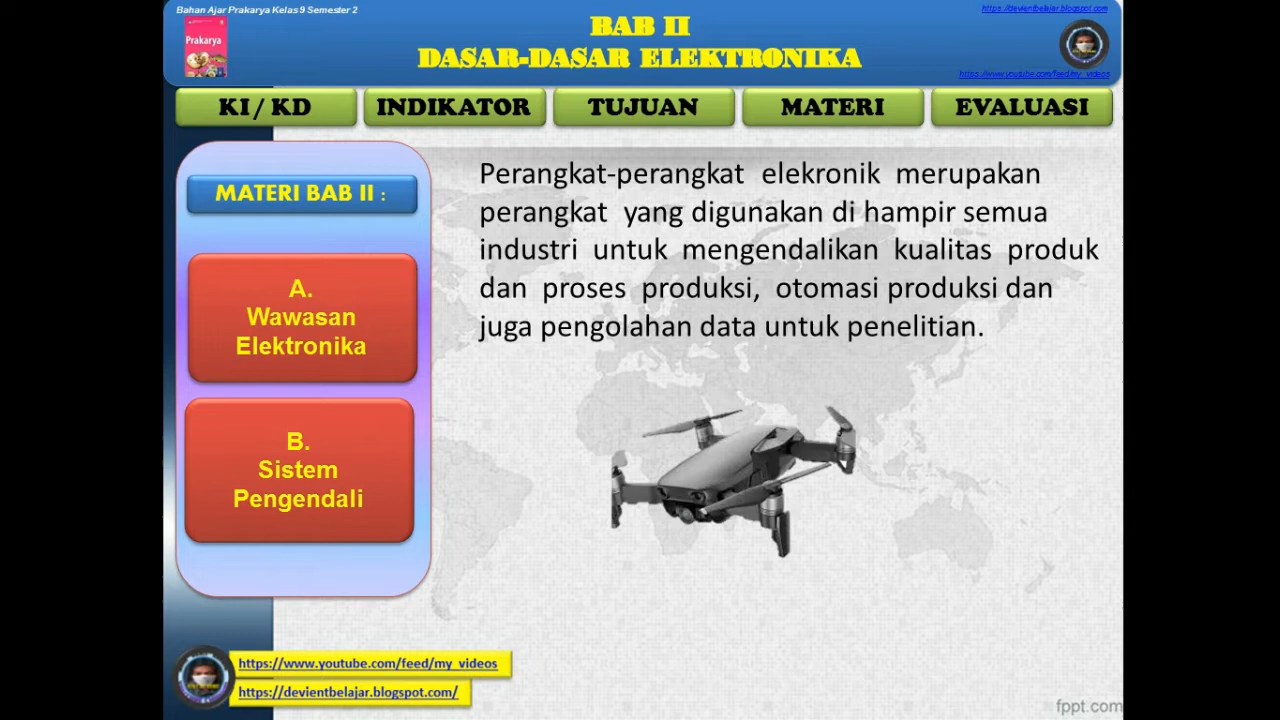 Bahan Ajar Prakarya Kelas 9 Semester 2
https://devientbelajar.blogspot.com
Prakarya
BAB II
DASAR-DASAR ELEKTRONIKA
https://www.youtube.com/feed/my_videos
KI / KD
INDIKATOR
TUJUAN
MATERI
EVALUASI
MATERI BAB II :
A.
Wawasan
Elektronika
B.
Sistem
Pengendali
Perangkat-perangkat elekronik merupakan
perangkat yang digunakan di hampir semua
industri untuk mengendalikan kualitas produk
dan proses produksi, otomasi produksi dan
juga pengolahan data untuk penelitian.
https://www.youtube.com/feed/my_videos
https://devientbelajar.blogspot.com/
fppt.com